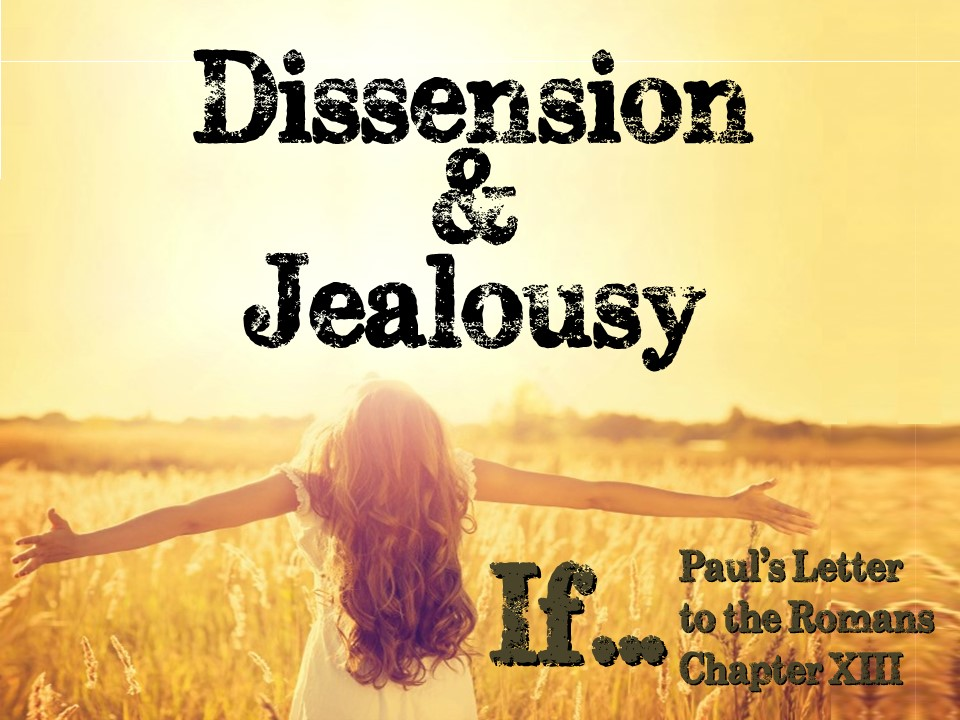 Dissension
&
Jealousy
If...
Paul's Letter
to the Romans
Chapter XIII